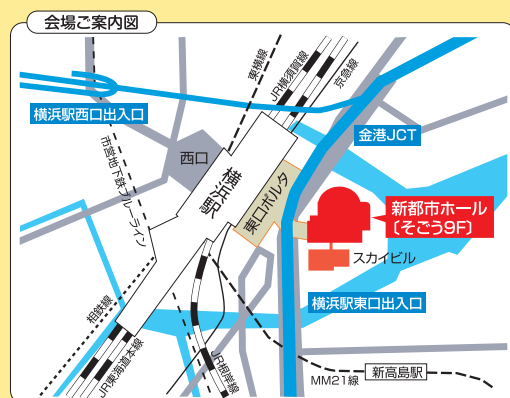 会場ご案内図
東横線
JR横須賀線
京急線
横浜駅西口出入口
金港JCT
西口
市営地下鉄ブルーライン
横浜駅
東口ポルタ
新都市ホール
〔そごう9F〕
スカイビル
横浜駅東口出入口
相鉄線
JR東海道本線
JR根岸線
MM21線
新高島駅